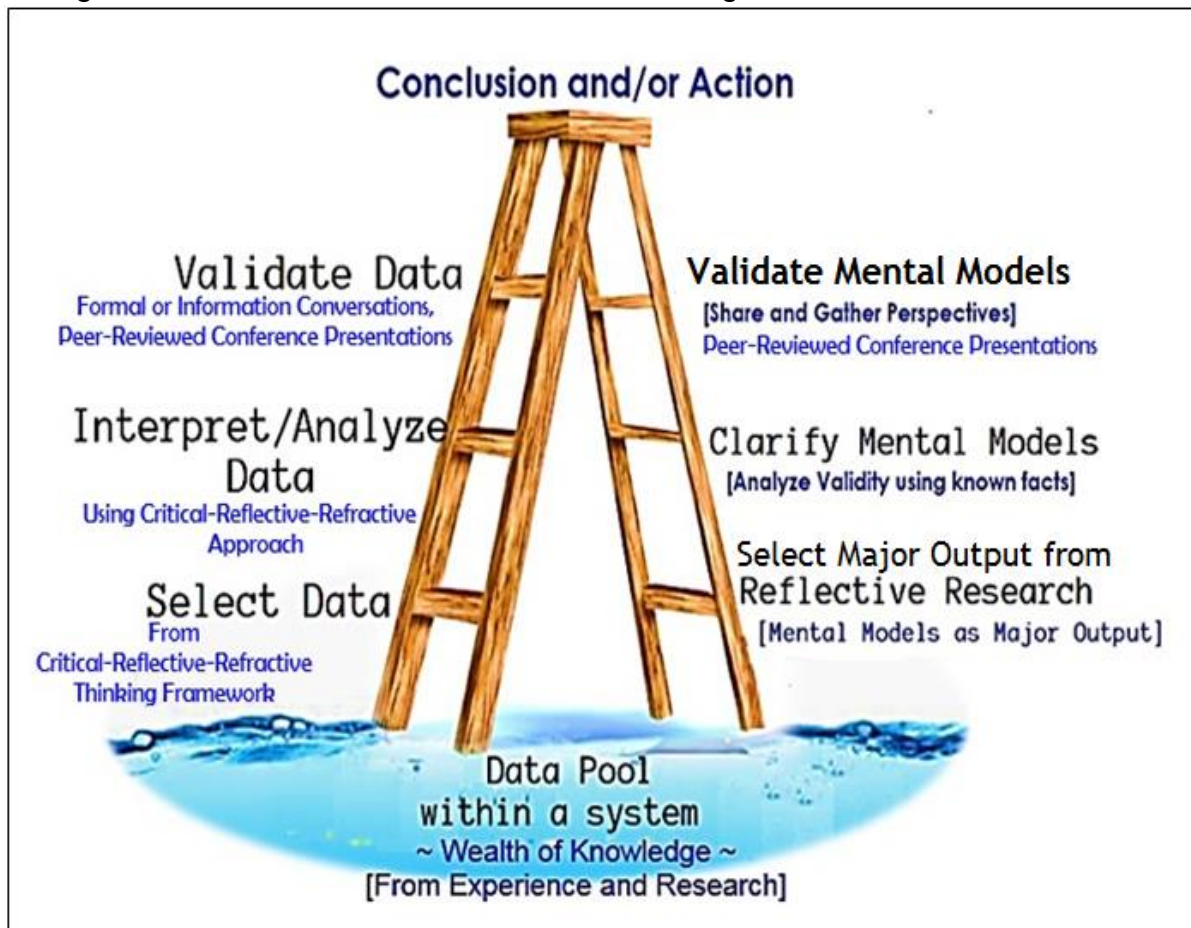 Conclusion and/or Action
Validate Data
Formal or Information Conversations,
Peer-Reviewed Conference Presentations
Interpret/Analyze
Data
Using Critical-Reflective-Refractive
Approach
Select Data
From
Critical-Reflective-Refractive
Thinking Framework
Validate Mental Models
[Share and Gather Perspectives]
Peer-Reviewed Conference Presentations
Clarify Mental Models
[Analyze Validity using known facts]
Select Major Output from
Reflective Research
[Mental Models as Major Output]
Data Pool
within a system
~ Wealth of Knowledge ~
[From Experience and Research]